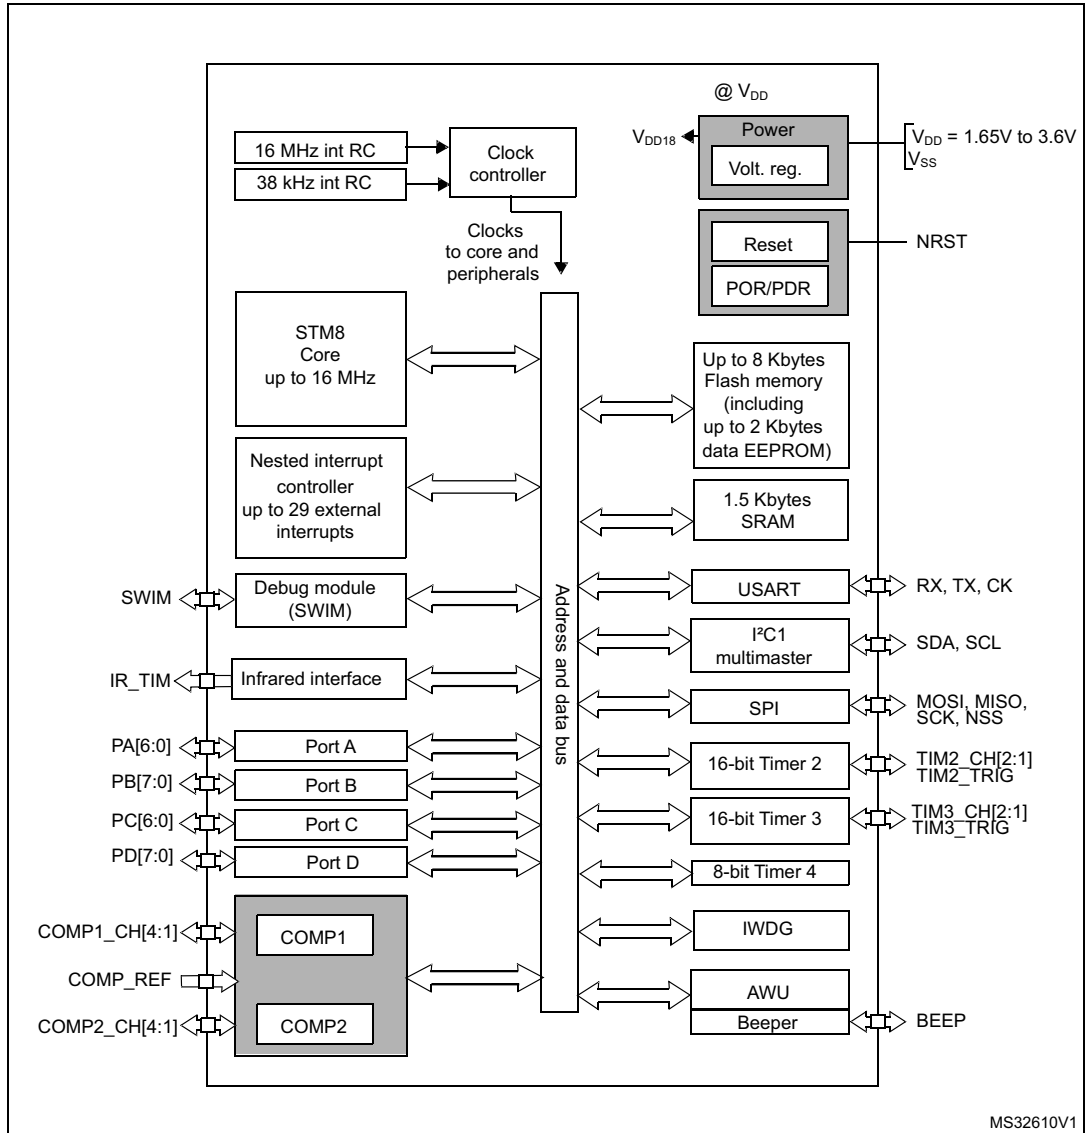 @ VDD
16 MHz int RC
38 kHz int RC
Clock
controller
Clocks
to core and
peripherals
VDD18
Power
Volt. reg.
VDD = 1.65V to 3.6V
VSS
Reset
POR/PDR
NRST
STM8
Core
up to 16 MHz
Nested interrupt
controller
up to 29 external
interrupts
SWIM
Debug module
(SWIM)
IR_TIM
Infrared interface
PA[6:0]
Port A
PB[7:0]
Port B
PC[6:0]
Port C
PD[7:0]
Port D
COMP1_CH[4:1]
COMP1
COMP_REF
COMP2_CH[4:1]
COMP2
Address and data bus
Up to 8 Kbytes
Flash memory
(including
up to 2 Kbytes
data EEPROM)
1.5 Kbytes
SRAM
USART
RX, TX, CK
I²C1
multimaster
SDA, SCL
SPI
MOSI, MISO,
SCK, NSS
16-bit Timer 2
TIM2_CH[2:1]
TIM2_TRIG
16-bit Timer 3
TIM3_CH[2:1]
TIM3_TRIG
8-bit Timer 4
IWDG
AWU
Beeper
BEEP
MS32610V1